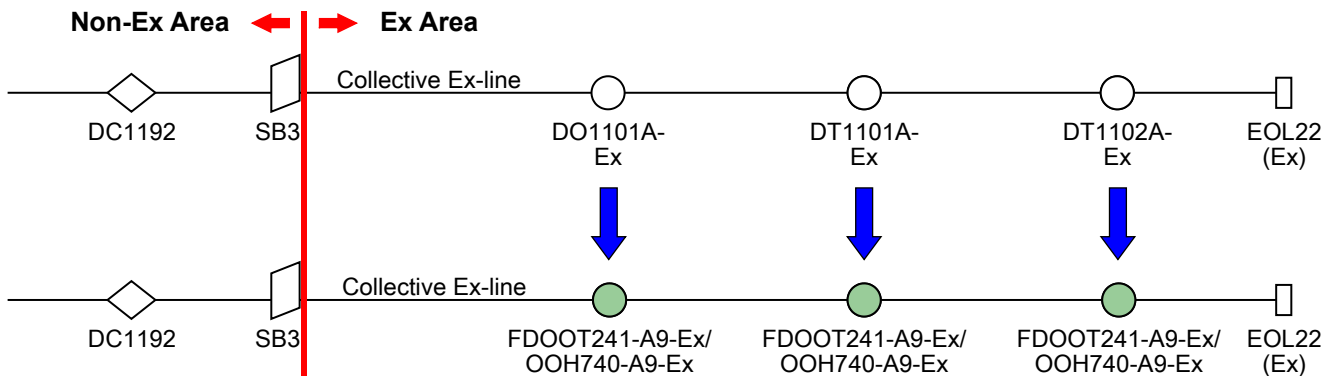 Non-Ex Area
Ex Area
Collective Ex-line
DC1192
SB3
DO1101A-
Ex
DT1101A-
Ex
DT1102A-
Ex
EOL22
(Ex)
Collective Ex-line
DC1192
SB3
FDOOT241-A9-Ex/
OOH740-A9-Ex
FDOOT241-A9-Ex/
OOH740-A9-Ex
FDOOT241-A9-Ex/
OOH740-A9-Ex
EOL22
(Ex)